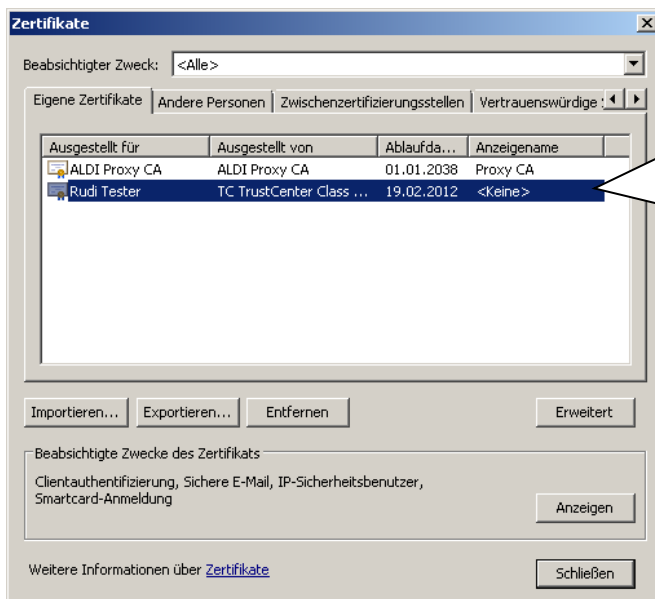 Zertifikate
Beabsichtigter Zweck: <Alle>
Eigene Zertifikate Andere Personen Zwischenzertifizierungsstellen Vertrauenswürdige
Ausgestellt für Ausgestellt von Ablaufda... Anzeigename
ALDI Proxy CA ALDI Proxy CA 01.01.2038 Proxy CA
Rudi Tester TC TrustCenter Class ... 19.02.2012 <Keine>
Importieren... Exportieren... Entfernen Erweitert
Beabsichtigte Zwecke des Zertifikats
Clientauthentifizierung, Sichere E-Mail, IP-Sicherheitsbenutzer,
Smartcard-Anmeldung
Anzeigen
Weitere Informationen über Zertifikate
Schließen